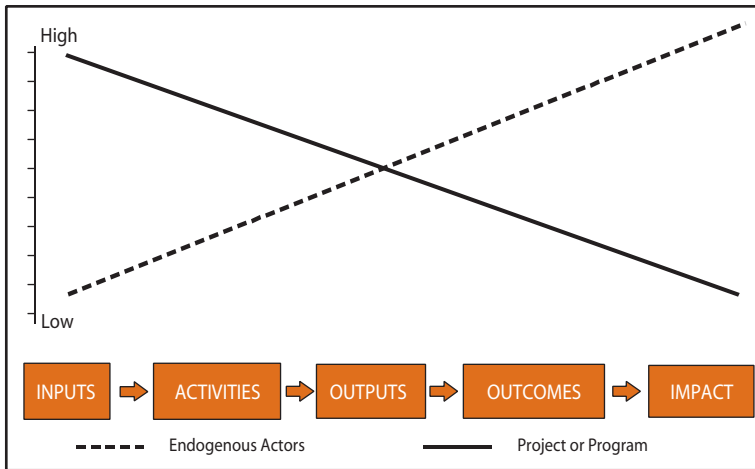 High
Low
INPUTS ACTIVITIES OUTPUTS OUTCOMES IMPACT
Endogenous Actors Project or Program